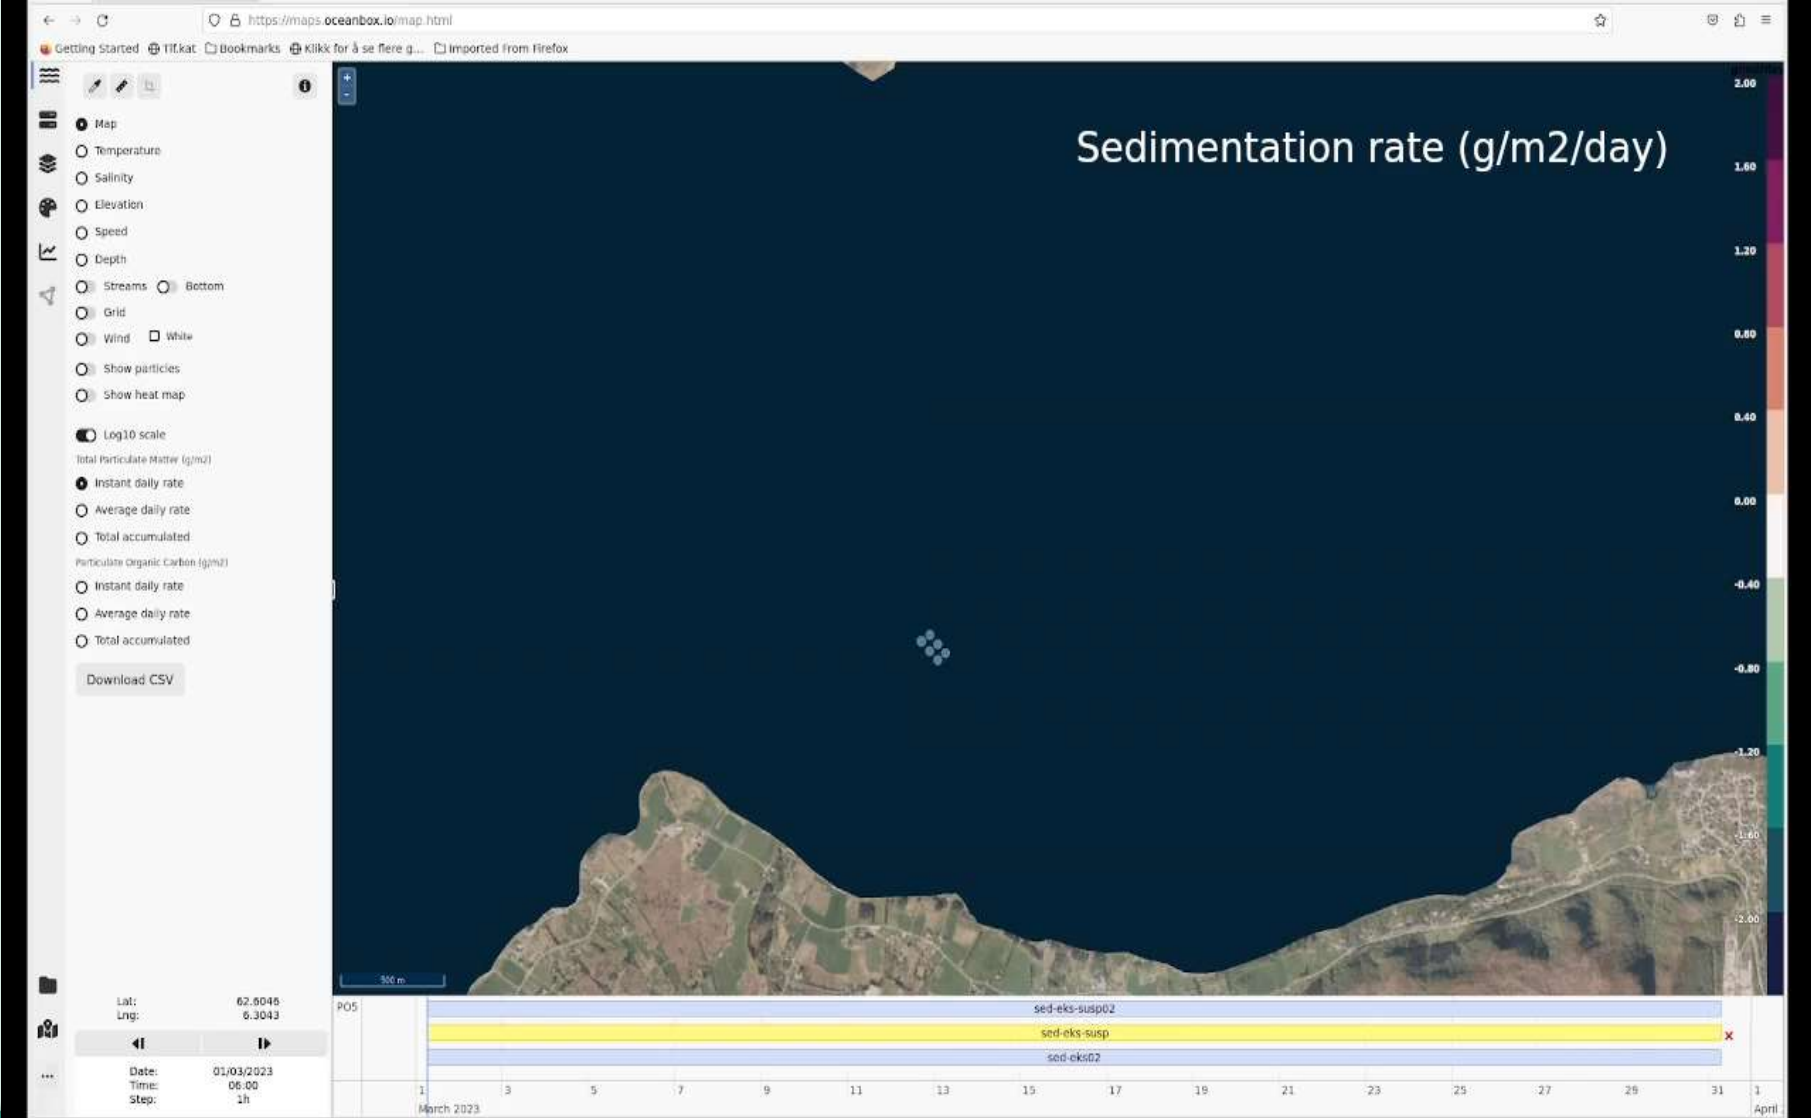 https://maps.oceanbox.io/map.html
Getting Started Tif.kat Bookmarks Klikk for å se flere g... Imported From Firefox
+
-
Map
Temperature
Salinity
Elevation
Speed
Depth
Streams Bottom
Grid
Wind White
Show particles
Show heat map
Log10 scale
Total Particulate Matter (g/m2)
Instant daily rate
Average daily rate
Total accumulated
Particulate Organic Carbon (g/m2)
Instant daily rate
Average daily rate
Total accumulated
Download CSV
Lat: 62.6046
Lng: 6.3043
Date: 01/03/2023
Time: 06:00
Step: 1h
Sedimentation rate (g/m2/day)
2.00
1.60
1.20
0.80
0.40
0.00
-0.40
-0.80
-1.20
-1.60
-2.00
500 m
PO5
sed-eks-susp02
sed-eks-susp x
sed-eks02
1 3 5 7 9 11 13 15 17 19 21 23 25 27 29 31 1
March 2023 April